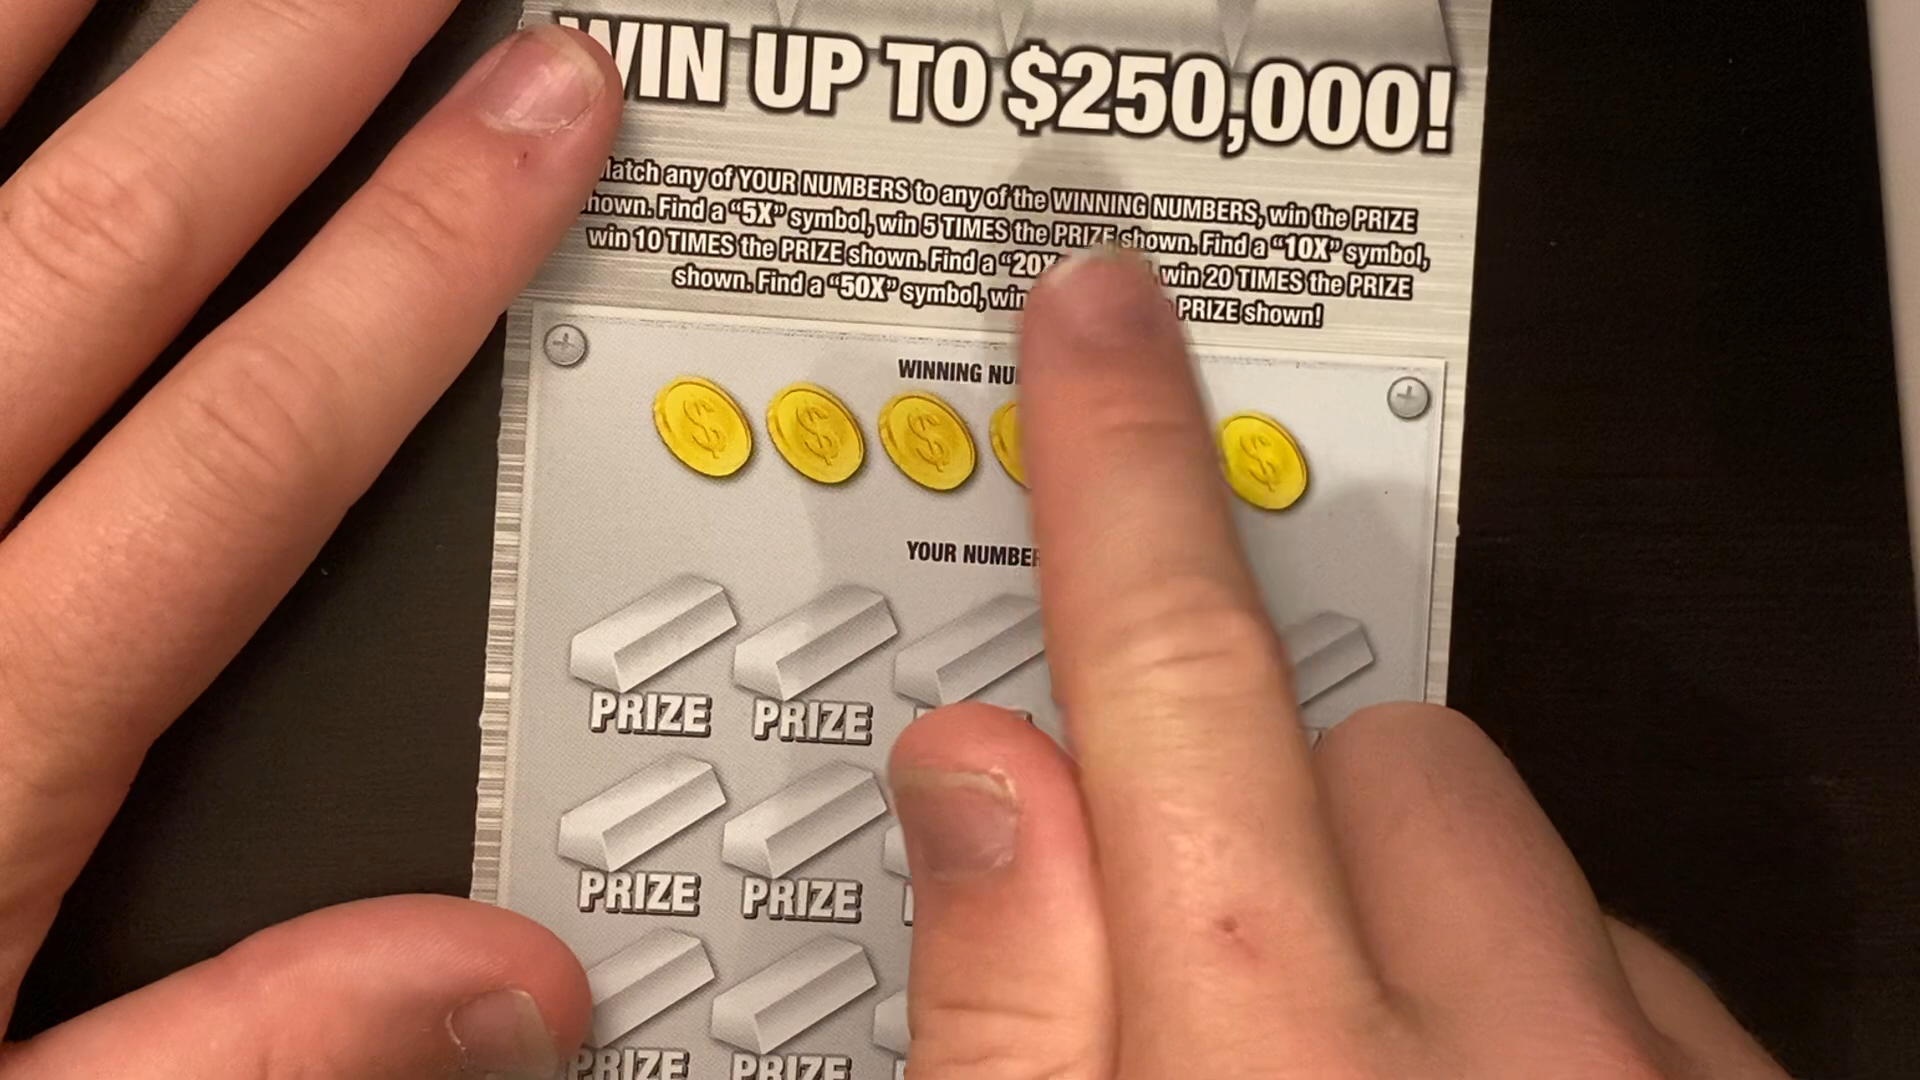 WIN UP TO $250,000!
Match any of YOUR NUMBERS to any of the WINNING NUMBERS, win the PRIZE
shown. Find a “5X” symbol, win 5 TIMES the PRIZE shown. Find a “10X” symbol,
win 10 TIMES the PRIZE shown. Find a “20X win 20 TIMES the PRIZE
shown. Find a “50X” symbol, win PRIZE shown!
WINNING
YOUR
PRIZE PRIZE
PRIZE PRIZE
PRIZE PRIZE